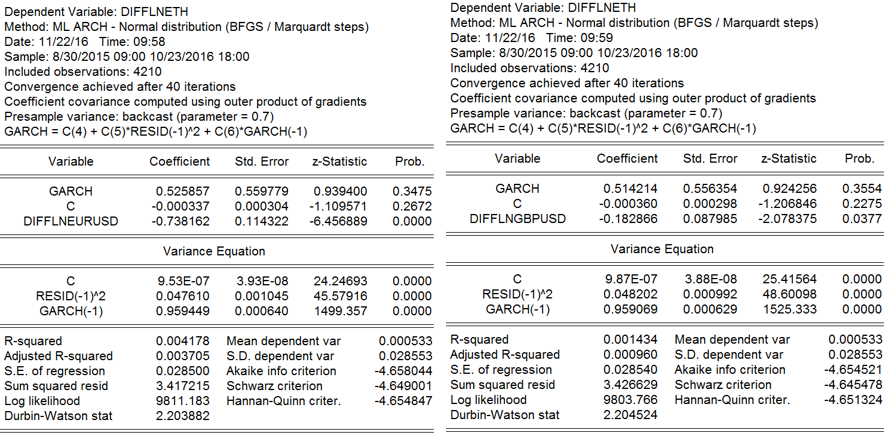 Dependent Variable: DIFFLNETH
Method: ML ARCH - Normal distribution (BFGS / Marquardt steps)
Date: 11/22/16 Time: 09:58
Sample: 8/30/2015 09:00 10/23/2016 18:00
Included observations: 4210
Convergence achieved after 40 iterations
Coefficient covariance computed using outer product of gradients
Presample variance: backcast (parameter = 0.7)
GARCH = C(4) + C(5)*RESID(-1)^2 + C(6)*GARCH(-1)
Variable Coefficient Std. Error z-Statistic Prob.
GARCH 0.525857 0.559779 0.939400 0.3475
C -0.000337 0.000304 -1.109571 0.2672
DIFFLNEURUSD -0.738162 0.114322 -6.456889 0.0000
Variance Equation
C 9.53E-07 3.93E-08 24.24693 0.0000
RESID(-1)^2 0.047610 0.001045 45.57916 0.0000
GARCH(-1) 0.959449 0.000640 1499.357 0.0000
R-squared 0.004178 Mean dependent var 0.000533
Adjusted R-squared 0.003705 S.D. dependent var 0.028553
S.E. of regression 0.028500 Akaike info criterion -4.658044
Sum squared resid 3.417215 Schwarz criterion -4.649001
Log likelihood 9811.183 Hannan-Quinn criter. -4.654847
Durbin-Watson stat 2.203882
Dependent Variable: DIFFLNETH
Method: ML ARCH - Normal distribution (BFGS / Marquardt steps)
Date: 11/22/16 Time: 09:59
Sample: 8/30/2015 09:00 10/23/2016 18:00
Included observations: 4210
Convergence achieved after 40 iterations
Coefficient covariance computed using outer product of gradients
Presample variance: backcast (parameter = 0.7)
GARCH = C(4) + C(5)*RESID(-1)^2 + C(6)*GARCH(-1)
Variable Coefficient Std. Error z-Statistic Prob.
GARCH 0.514214 0.556354 0.924256 0.3554
C -0.000360 0.000298 -1.206846 0.2275
DIFFLNGBPUSD -0.182866 0.087985 -2.078375 0.0377
Variance Equation
C 9.87E-07 3.88E-08 25.41564 0.0000
RESID(-1)^2 0.048202 0.000992 48.60098 0.0000
GARCH(-1) 0.959069 0.000629 1525.333 0.0000
R-squared 0.001434 Mean dependent var 0.000533
Adjusted R-squared 0.000960 S.D. dependent var 0.028553
S.E. of regression 0.028540 Akaike info criterion -4.654521
Sum squared resid 3.426629 Schwarz criterion -4.645478
Log likelihood 9803.766 Hannan-Quinn criter. -4.651324
Durbin-Watson stat 2.204524